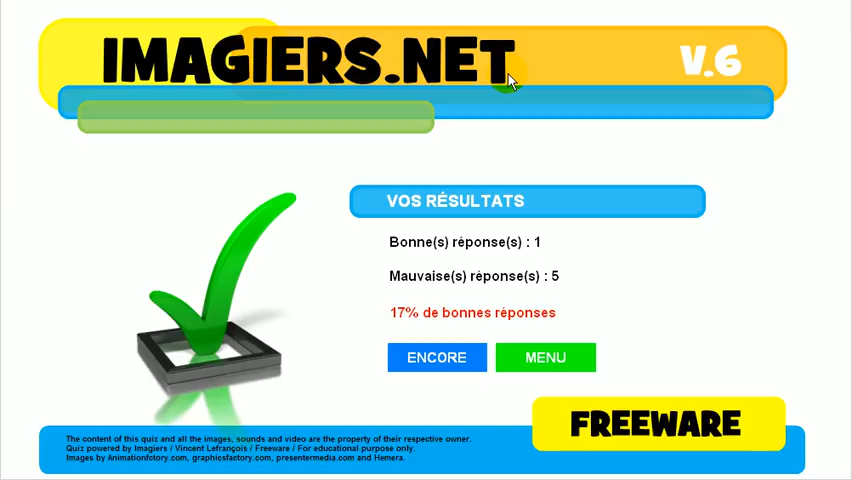 IMAGIERS.NET
V.6
VOS RÉSULTATS
Bonne(s) réponse(s) : 1
Mauvaise(s) réponse(s) : 5
17% de bonnes réponses
ENCORE
MENU
FREEWARE
The content of this quiz and all the images, sounds and video are the property of their respective owner.
Quiz powered by Imagiers / Vincent Lefrançois / Freeware / For educational purpose only.
Images by Animationfctory.com, graphicsfactory.com, presentermedia.com and Hemera.